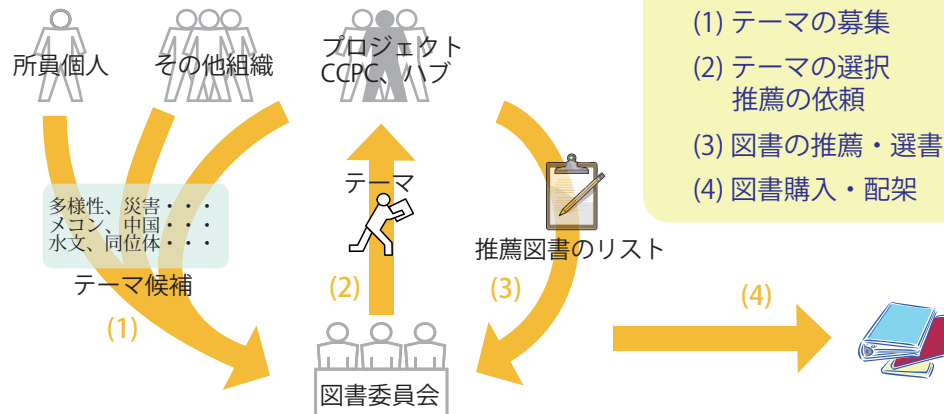 所員個人
その他組織
プロジェクト
CCPC、ハブ
(1) テーマの募集
(2) テーマの選択
推薦の依頼
(3) 図書の推薦・選書
(4) 図書購入・配架
多様性、災害・・・
メコン、中国・・・
水文、同位体・・・
テーマ候補
(1)
テーマ
(2)
推薦図書のリスト
(3)
(4)
図書委員会